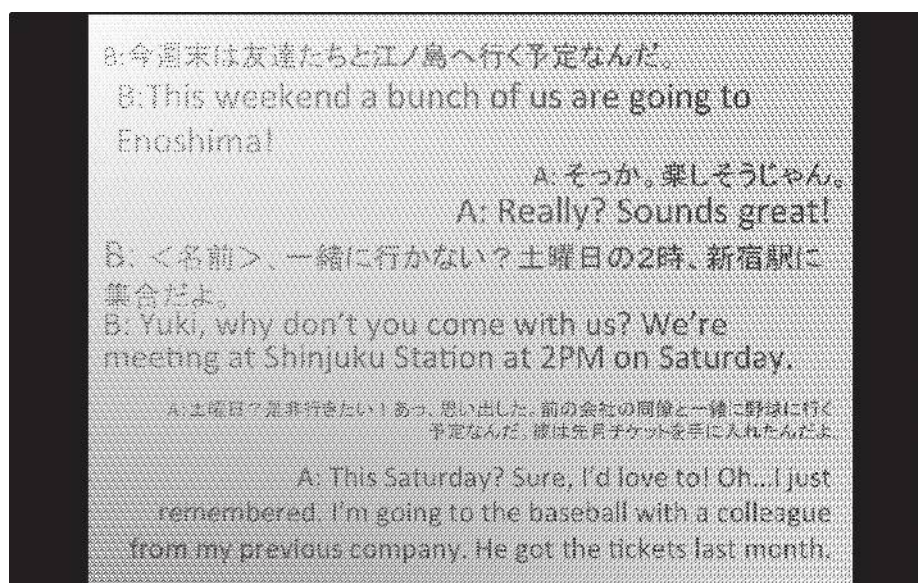 B:今週末は友達たちと江ノ島へ行く予定なんだ。
B:This weekend a bunch of us are going to
Enoshima!
A: そっか。楽しそうじゃん。
A: Really? Sounds great!
B: ＜名前＞、一緒に行かない？土曜日の2時、新宿駅に
集合だよ。
B: Yuki, why don't you come with us? We're
meeting at Shinjuku Station at 2PM on Saturday.
A:土曜日？是非行きたい！あっ、思い出した。前の会社の同僚と一緒に野球に行く
予定なんだ。彼は先月チケットを手に入れたんだよ
A: This Saturday? Sure, I'd love to! Oh...I just
remembered. I'm going to the baseball with a colleague
from my previous company. He got the tickets last month.